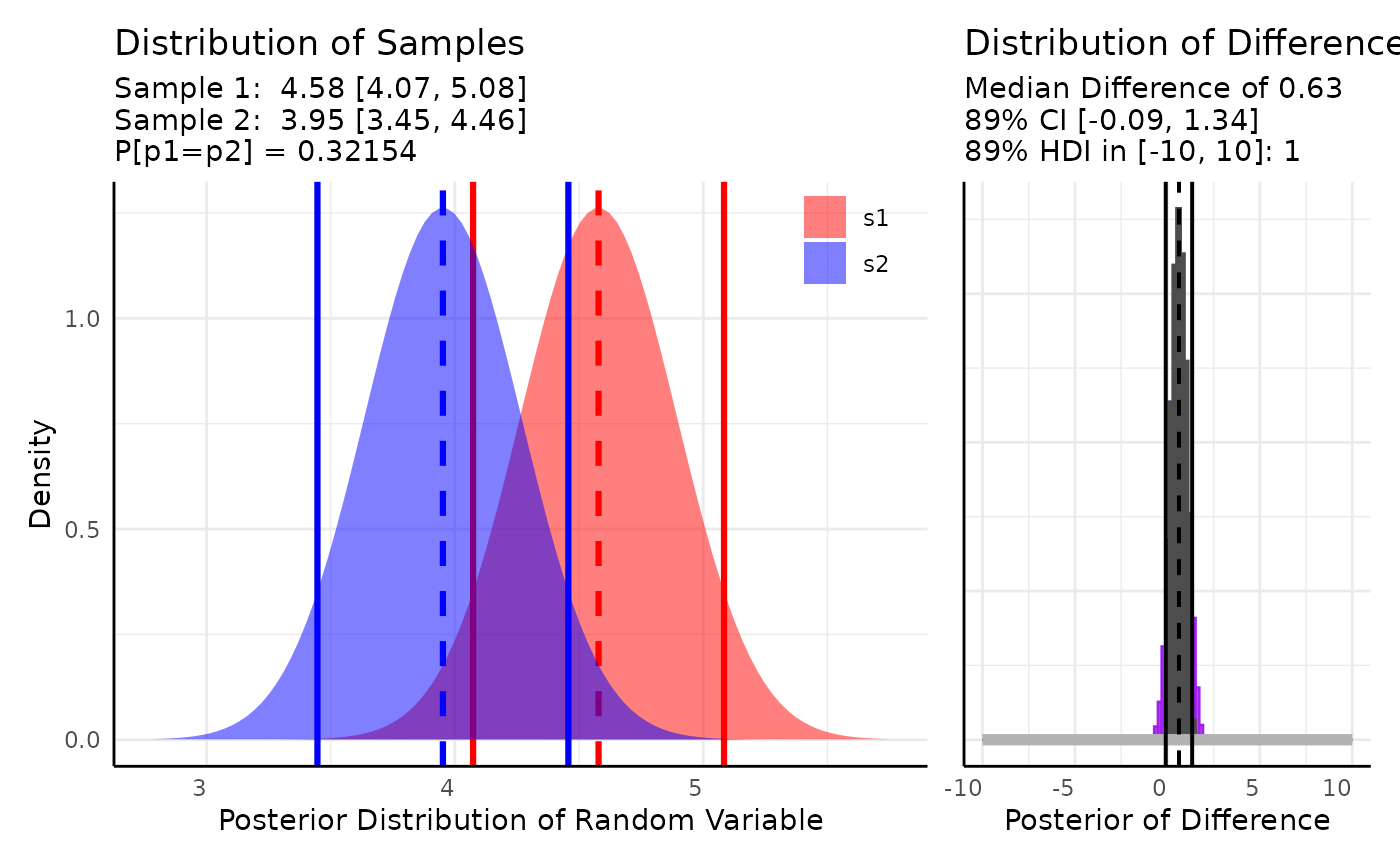 Distribution of Samples
Sample 1:  4.58 [4.07, 5.08]
Sample 2:  3.95 [3.45, 4.46]
P[p1=p2] = 0.32154
s1
s2
1.0
0.5
0.0
Density
3 4 5
Posterior Distribution of Random Variable
Distribution of Difference
Median Difference of 0.63
89% CI [-0.09, 1.34]
89% HDI in [-10, 10]: 1
-10 -5 0 5 10
Posterior of Difference